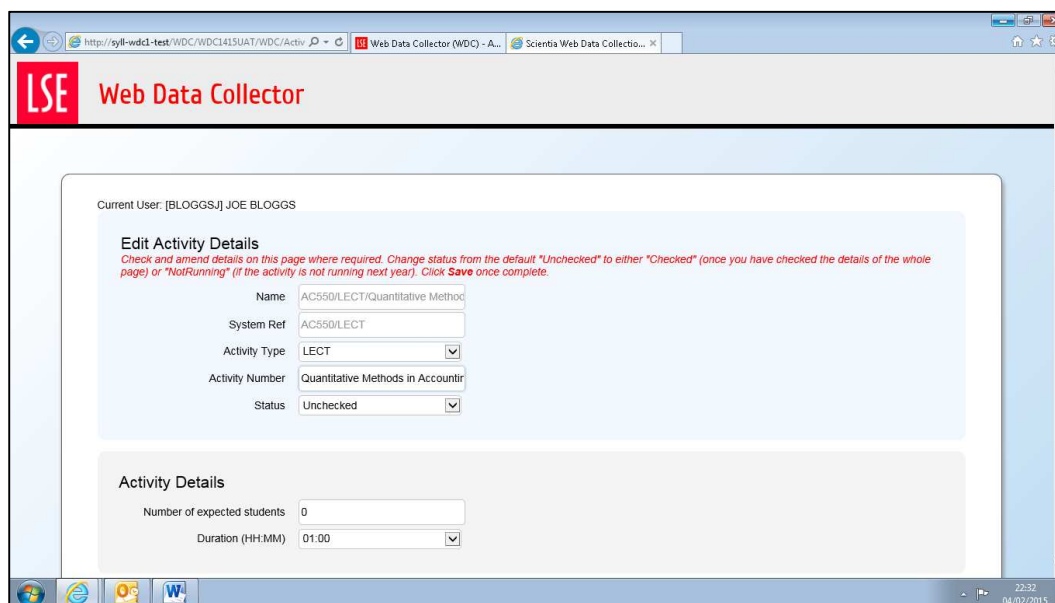 http://syll-wdc1-test/WDC/WDC1415UAT/WDC/Activ
LSE Web Data Collector (WDC) - A...
Scientia Web Data Collectio...
LSE
Web Data Collector
Current User: [BLOGGSJ] JOE BLOGGS
Edit Activity Details
Check and amend details on this page where required. Change status from the default "Unchecked" to either "Checked" (once you have checked the details of the whole
page) or "NotRunning" (if the activity is not running next year). Click Save once complete.
Name AC550/LECT/Quantitative Method
System Ref AC550/LECT
Activity Type LECT
Activity Number Quantitative Methods in Accountin
Status Unchecked
Activity Details
Number of expected students 0
Duration (HH:MM) 01:00
W
22:32
04/02/2015